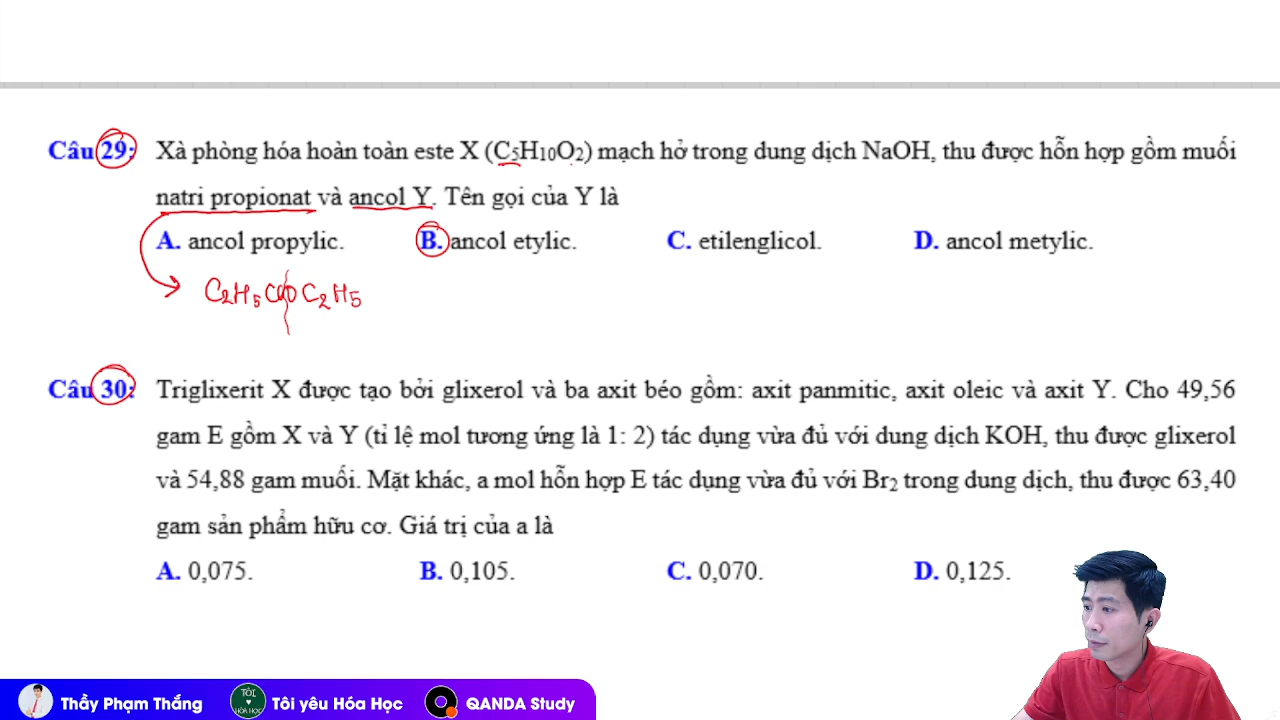 Câu 29: Xà phòng hóa hoàn toàn este X (C₅H₁₀O₂) mạch hở trong dung dịch NaOH, thu được hỗn hợp gồm muối
natri propionat và ancol Y. Tên gọi của Y là
A. ancol propylic. B. ancol etylic. C. etilenglicol. D. ancol metylic.
C₂H₅COOC₂H₅
Câu 30: Triglixerit X được tạo bởi glixerol và ba axit béo gồm: axit panmitic, axit oleic và axit Y. Cho 49,56
gam E gồm X và Y (tỉ lệ mol tương ứng là 1: 2) tác dụng vừa đủ với dung dịch KOH, thu được glixerol
và 54,88 gam muối. Mặt khác, a mol hỗn hợp E tác dụng vừa đủ với Br₂ trong dung dịch, thu được 63,40
gam sản phẩm hữu cơ. Giá trị của a là
A. 0,075. B. 0,105. C. 0,070. D. 0,125.
Thầy Phạm Thắng TÔI HÓA HỌC Tôi yêu Hóa Học QANDA Study